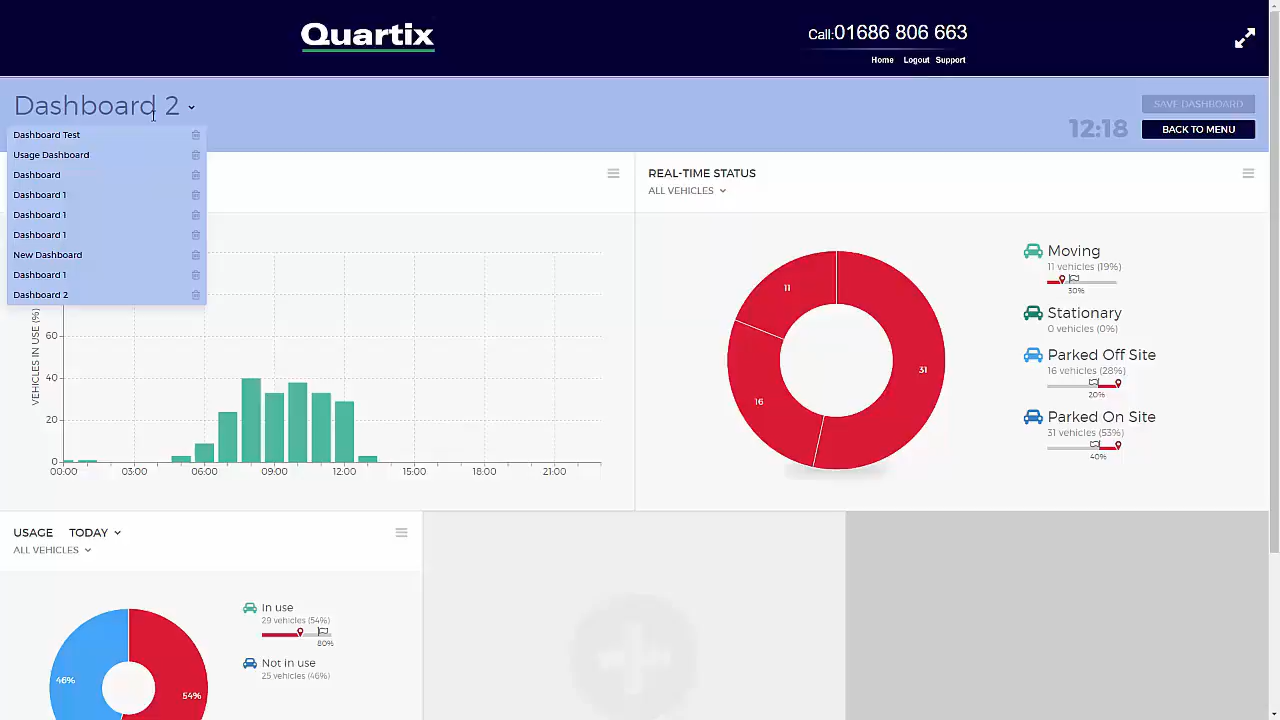 Quartix
Call:01686 806 663
Home Logout Support
Dashboard 2
SAVE DASHBOARD
12:18
BACK TO MENU
Dashboard Test
Usage Dashboard
Dashboard
Dashboard 1
Dashboard 1
Dashboard 1
New Dashboard
Dashboard 1
Dashboard 2
VEHICLES IN USE (%)
60
40
20
0
00:00 03:00 06:00 09:00 12:00 15:00 18:00 21:00
REAL-TIME STATUS
ALL VEHICLES
11
31
16
Moving
11 vehicles (19%)
30%
Stationary
0 vehicles (0%)
Parked Off Site
16 vehicles (28%)
20%
Parked On Site
31 vehicles (53%)
40%
USAGE TODAY
ALL VEHICLES
46%
54%
In use
29 vehicles (54%)
80%
Not in use
25 vehicles (46%)